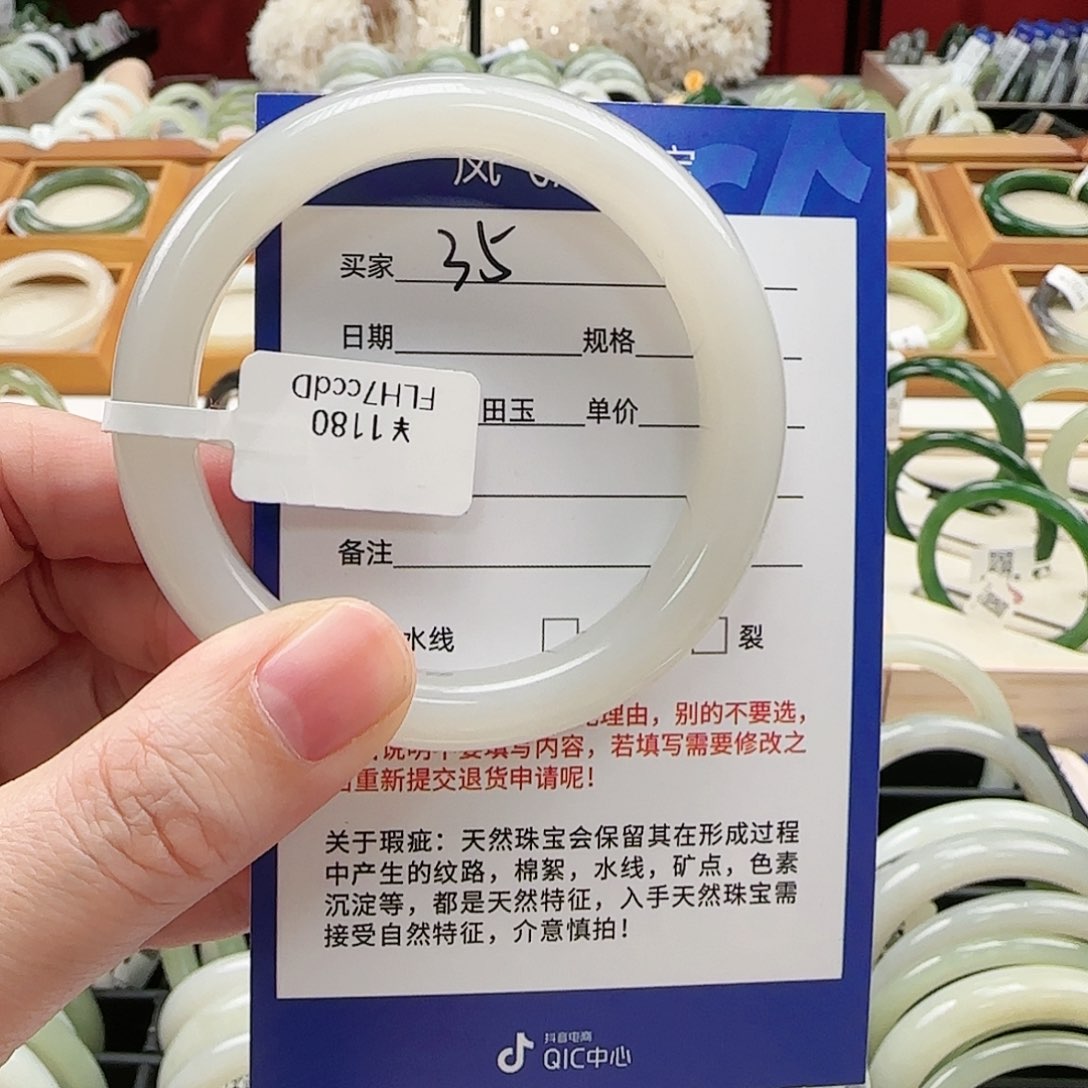 凤
买家 35
日期 规格
田玉 单价
备注
水线 裂
理由，别的不要选，
说明不要填写内容，若填写需要修改之
重新提交退货申请呢！
关于瑕疵：天然珠宝会保留其在形成过程
中产生的纹路，棉絮，水线，矿点，色素
沉淀等，都是天然特征，入手天然珠宝需
接受自然特征，介意慎拍！
抖音电商
QIC中心
¥1180
FLH7ccdD